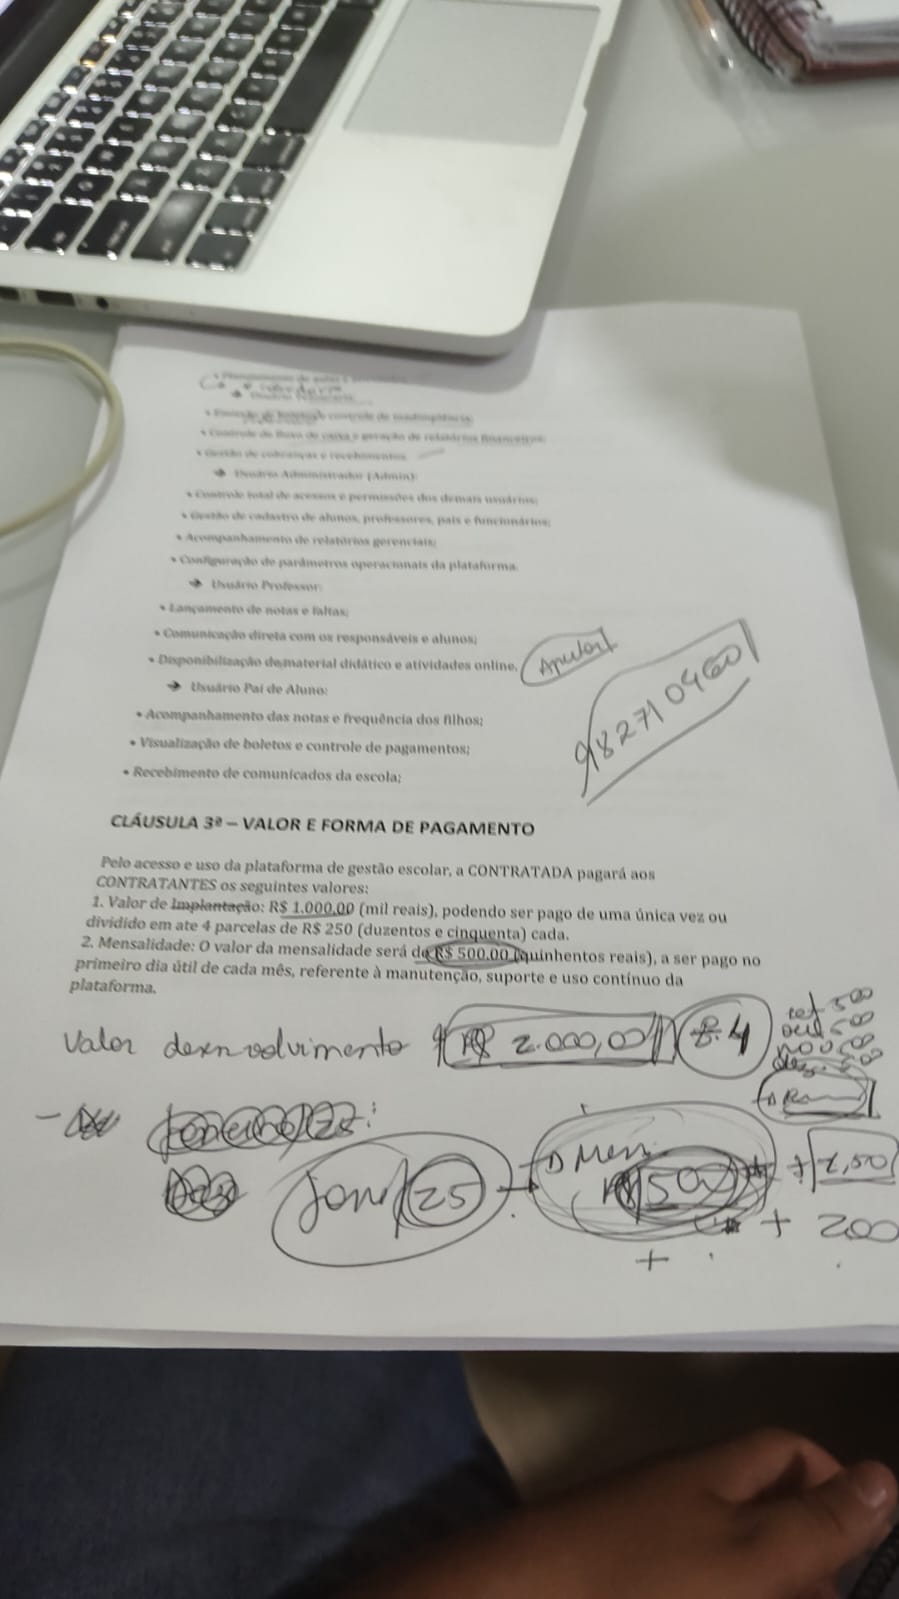 • Planejamento de aulas e
• Emissão de boletos e controle de inadimplência;
• Controle de fluxo de caixa e geração de relatórios financeiros;
• Gestão de cobranças e recebimentos.
➔ Usuário Administrador (Admin):
• Controle total de acessos e permissões dos demais usuários;
• Gestão de cadastro de alunos, professores, pais e funcionários;
• Acompanhamento de relatórios gerenciais;
• Configuração de parâmetros operacionais da plataforma.
➔ Usuário Professor:
• Lançamento de notas e faltas;
• Comunicação direta com os responsáveis e alunos;
• Disponibilização de material didático e atividades online.
➔ Usuário Pai de Aluno:
982710460
• Acompanhamento das notas e frequência dos filhos;
• Visualização de boletos e controle de pagamentos;
• Recebimento de comunicados da escola;
CLÁUSULA 3ª – VALOR E FORMA DE PAGAMENTO
Pelo acesso e uso da plataforma de gestão escolar, a CONTRATADA pagará aos
CONTRATANTES os seguintes valores:
1. Valor de Implantação: R$ 1.000,00 (mil reais), podendo ser pago de uma única vez ou
dividido em ate 4 parcelas de R$ 250 (duzentos e cinquenta) cada.
2. Mensalidade: O valor da mensalidade será de R$ 500,00 (quinhentos reais), a ser pago no
primeiro dia útil de cada mês, referente à manutenção, suporte e uso contínuo da
plataforma.
Valor desenvolvimento R$ 2.000,00
set 500
out 500
nov 500
dez 500
25 Men
R$ 500 + 1,50
+ 200
+